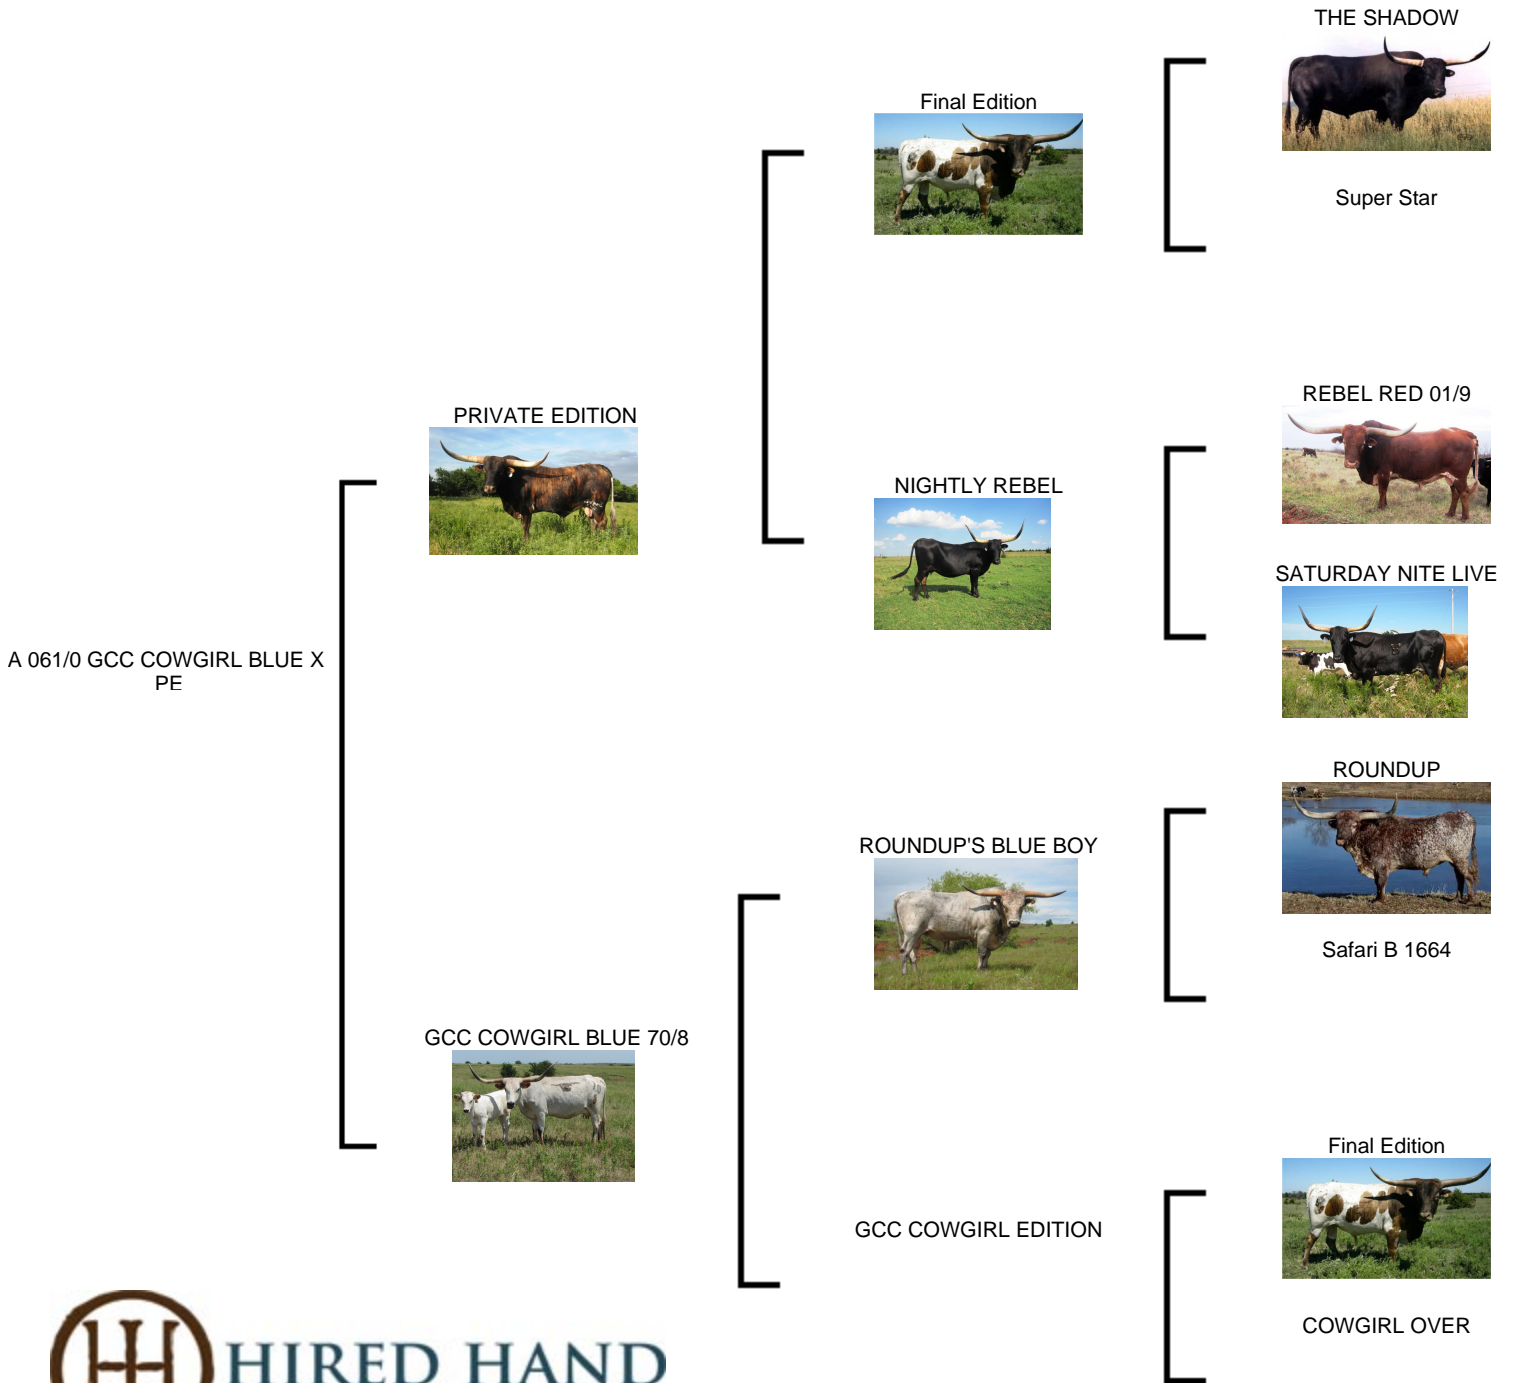 THE SHADOW
Final Edition
Super Star
REBEL RED 01/9
PRIVATE EDITION
NIGHTLY REBEL
SATURDAY NITE LIVE
A 061/0 GCC COWGIRL BLUE X
PE
ROUNDUP
ROUNDUP'S BLUE BOY
Safari B 1664
GCC COWGIRL BLUE 70/8
Final Edition
GCC COWGIRL EDITION
COWGIRL OVER
HIRED HAND